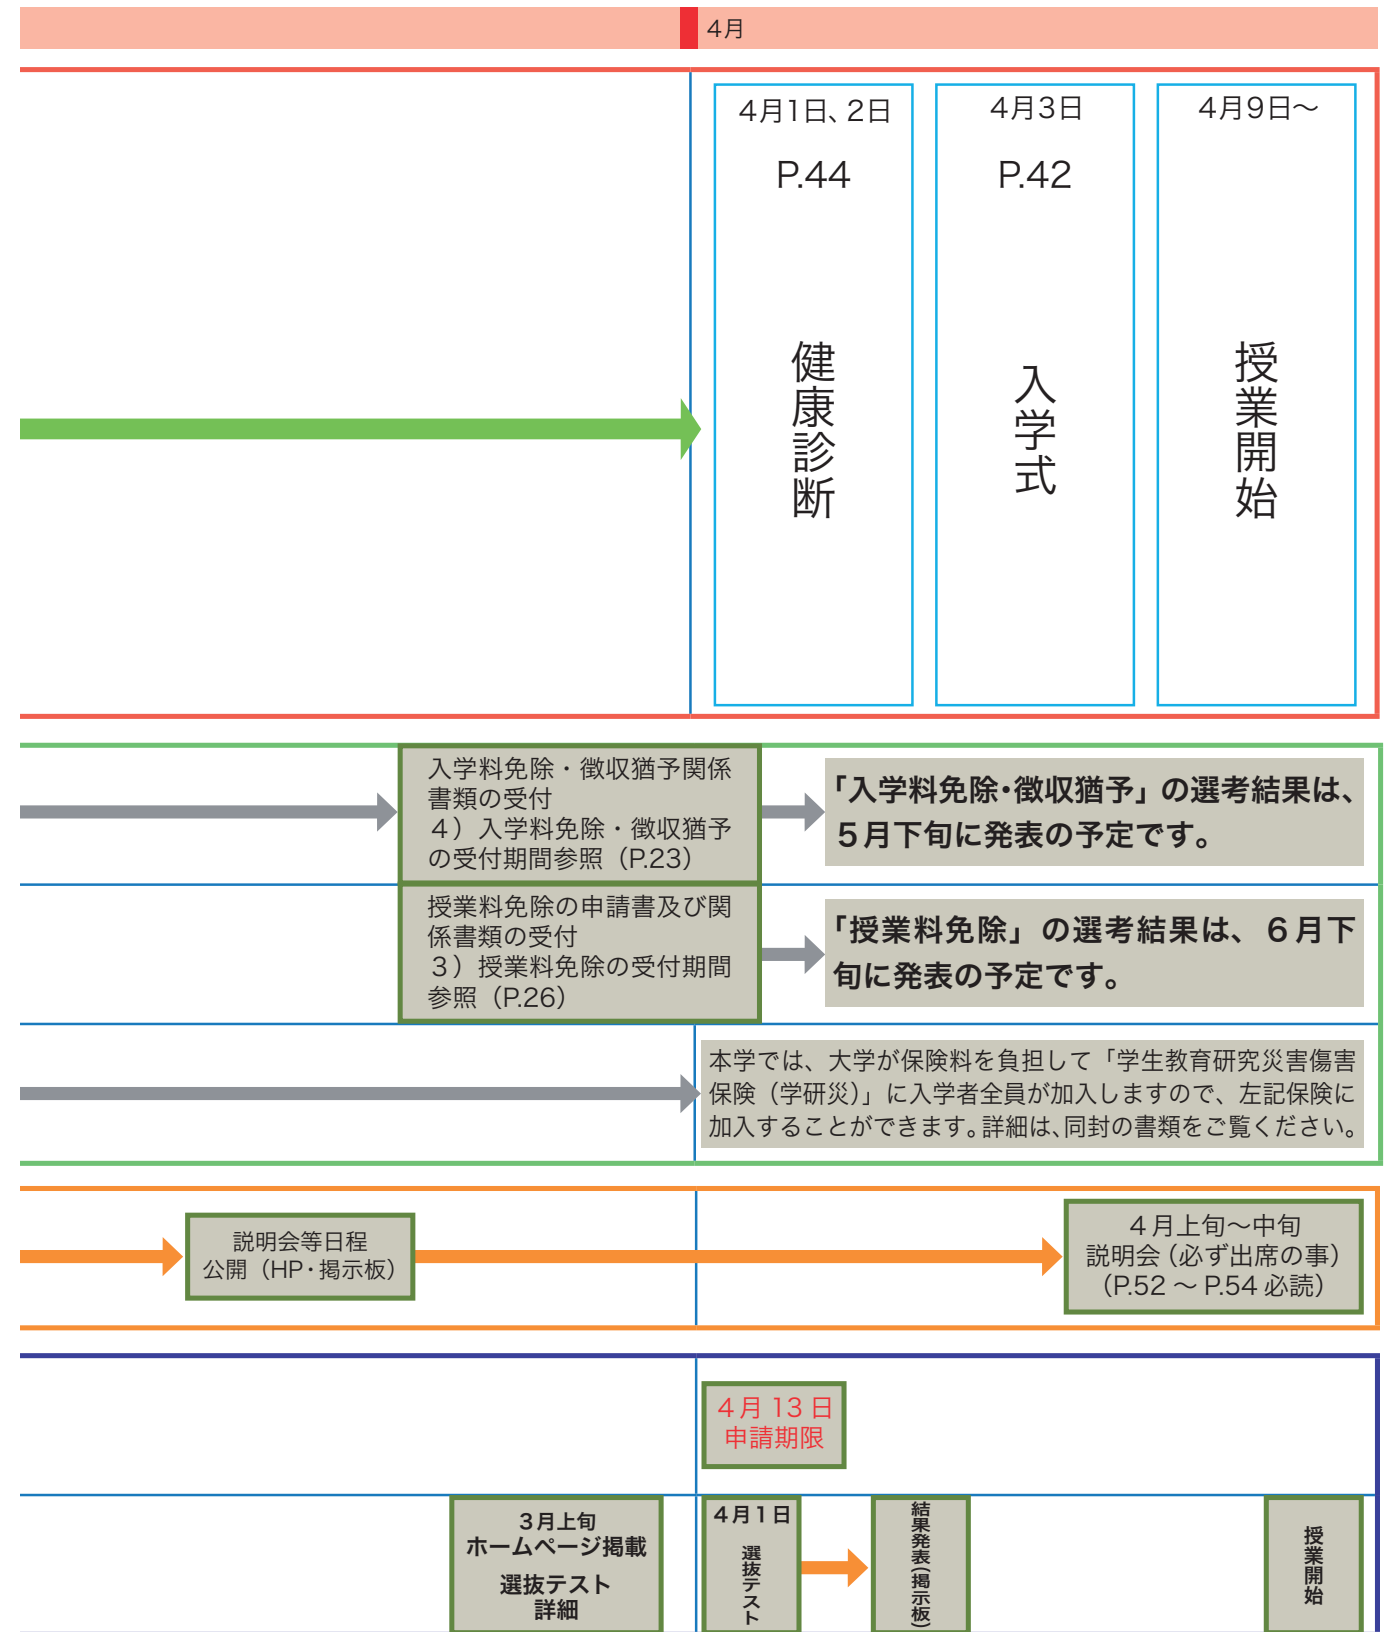 4月
4月1日、2日
P.44
健康診断
4月3日
P.42
入学式
4月9日～
授業開始
入学料免除・徴収猶予関係
書類の受付
４）入学料免除・徴収猶予
の受付期間参照（P.23）
「入学料免除・徴収猶予」の選考結果は、
５月下旬に発表の予定です。
授業料免除の申請書及び関
係書類の受付
３）授業料免除の受付期間
参照（P.26）
「授業料免除」の選考結果は、６月下
旬に発表の予定です。
本学では、大学が保険料を負担して「学生教育研究災害傷害
保険（学研災）」に入学者全員が加入しますので、左記保険に
加入することができます。詳細は、同封の書類をご覧ください。
説明会等日程
公開（HP・掲示板）
４月上旬～中旬
説明会（必ず出席の事）
（P.52 ～ P.54 必読）
４月 13 日
申請期限
３月上旬
ホームページ掲載
選抜テスト
詳細
４月１日
選抜テスト
結果発表（掲示板）
授業開始